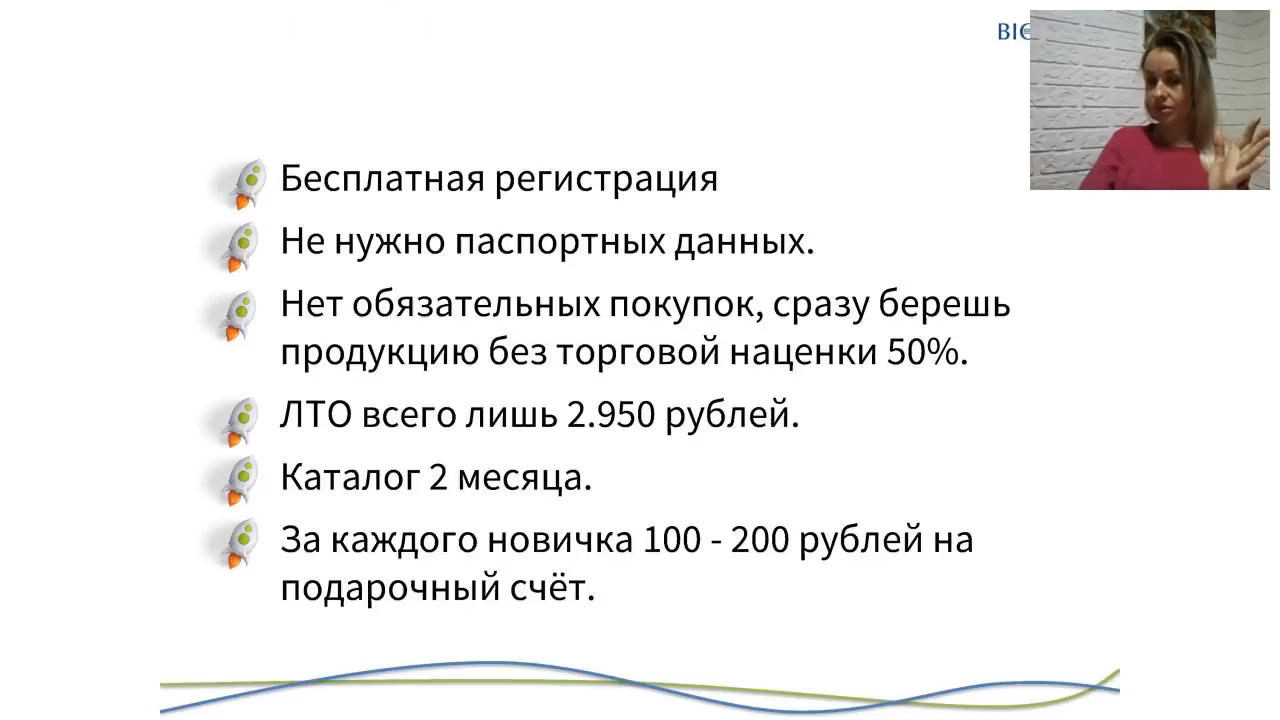 Бесплатная регистрация
Не нужно паспортных данных.
Нет обязательных покупок, сразу берешь
продукцию без торговой наценки 50%.
ЛТО всего лишь 2.950 рублей.
Каталог 2 месяца.
За каждого новичка 100 - 200 рублей на
подарочный счёт.